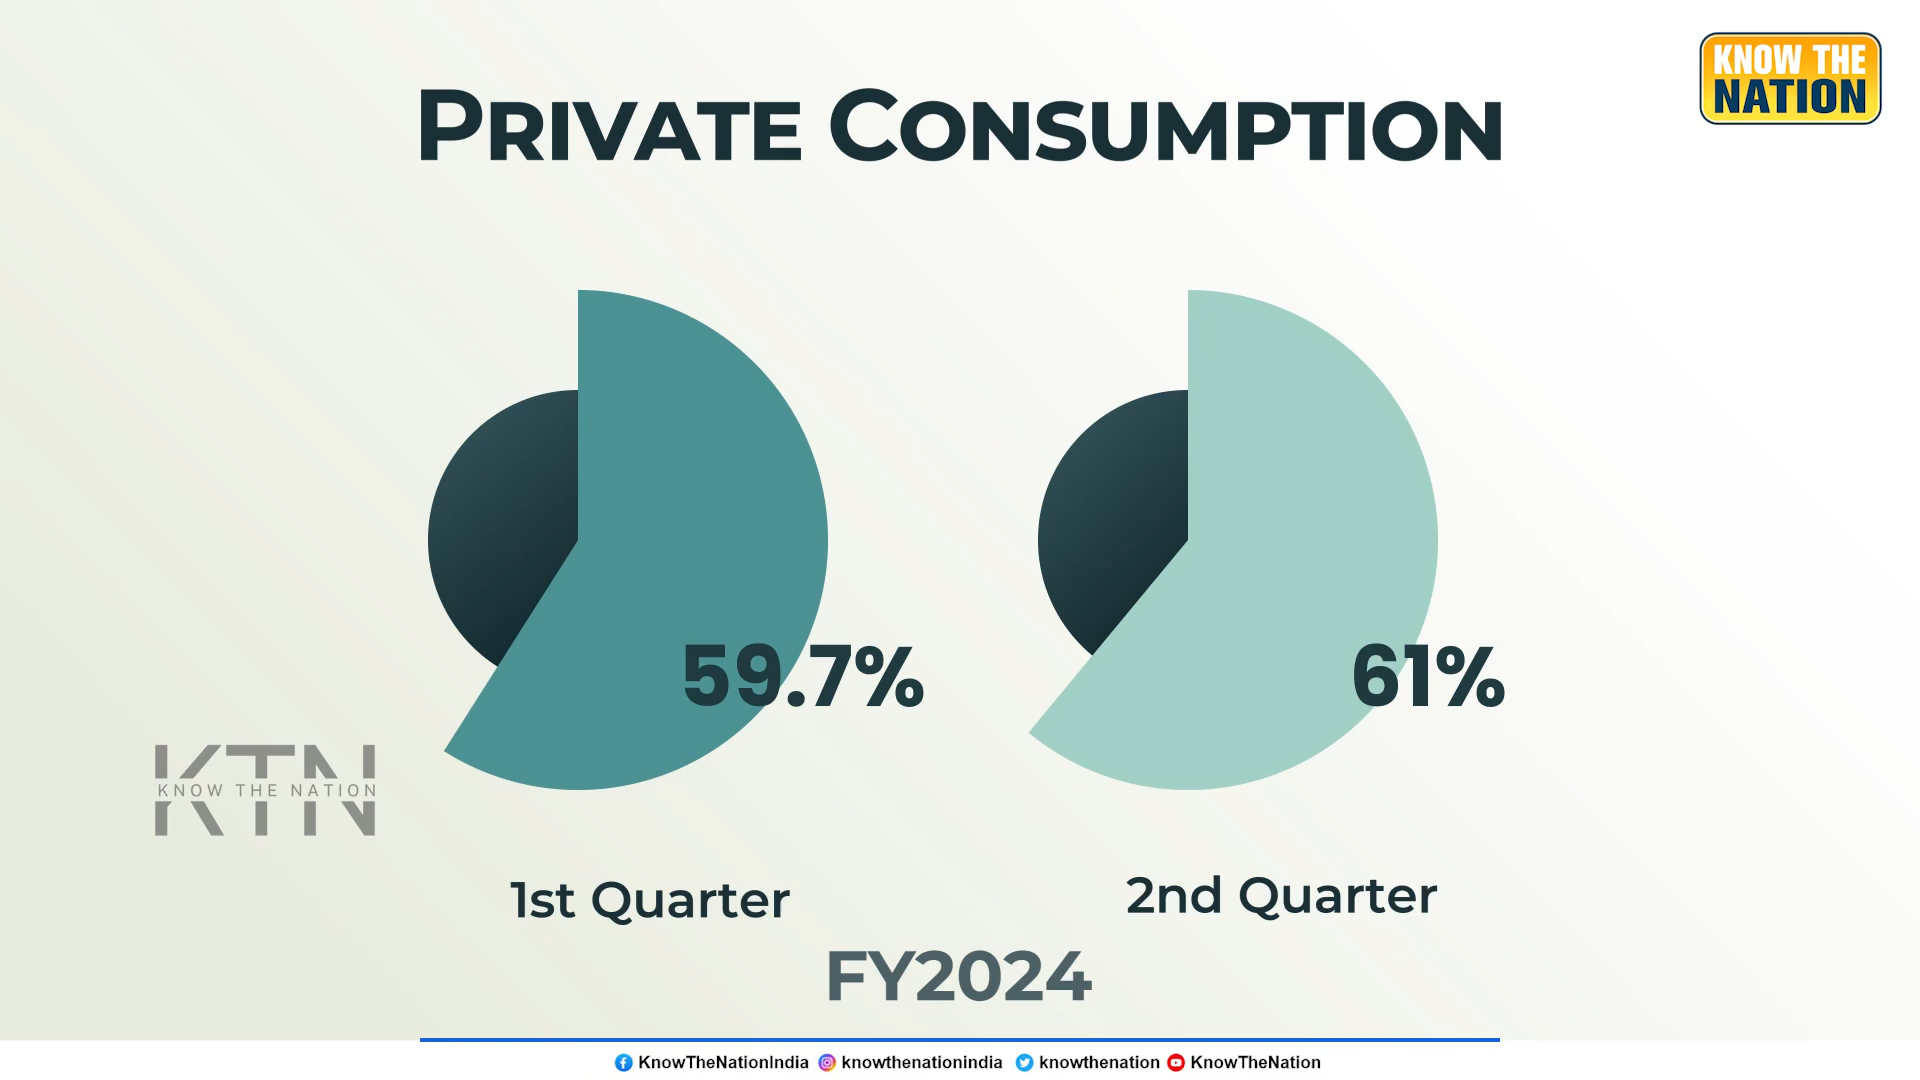 KNOW THE
NATION
PRIVATE CONSUMPTION
59.7%
61%
KTN
KNOW THE NATION
1st Quarter
2nd Quarter
FY2024
KnowTheNationIndia knowthenationindia knowthenation KnowTheNation